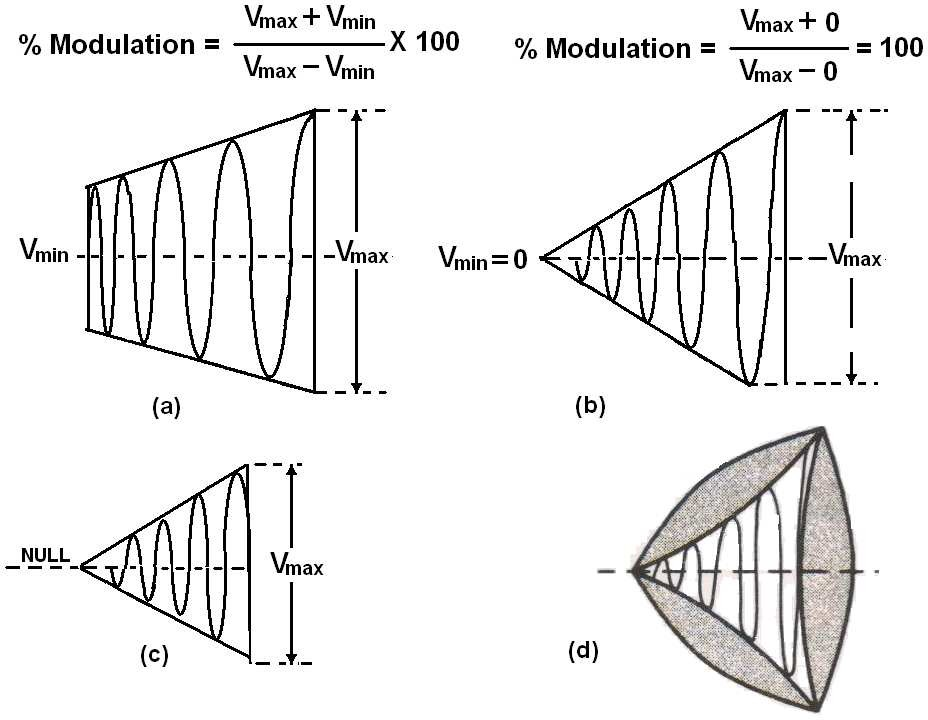 % Modulation = Vmax + Vmin / Vmax – Vmin X 100
% Modulation = Vmax + 0 / Vmax – 0 = 100
Vmin
Vmax
Vmin = 0
Vmax
(a)
(b)
NULL
Vmax
(c)
(d)